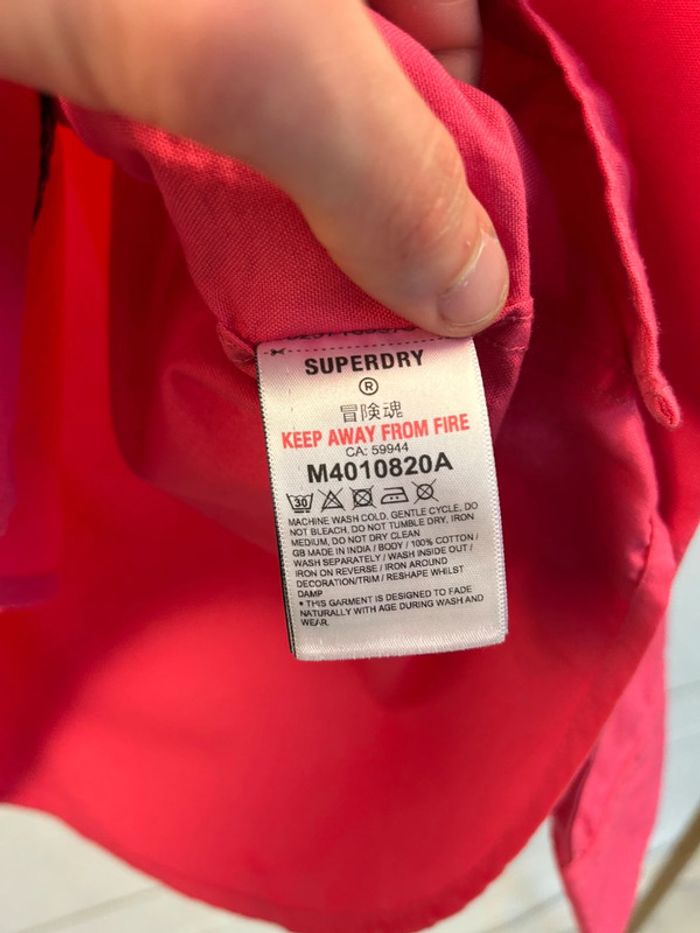 SUPERDRY
®
冒険魂
KEEP AWAY FROM FIRE
CA: 59944
M4010820A
30
MACHINE WASH COLD, GENTLE CYCLE, DO
NOT BLEACH, DO NOT TUMBLE DRY, IRON
MEDIUM, DO NOT DRY CLEAN
GB MADE IN INDIA / BODY / 100% COTTON /
WASH SEPARATELY / WASH INSIDE OUT /
IRON ON REVERSE / IRON AROUND
DECORATION/TRIM / RESHAPE WHILST
DAMP
• THIS GARMENT IS DESIGNED TO FADE
NATURALLY WITH AGE DURING WASH AND
WEAR.